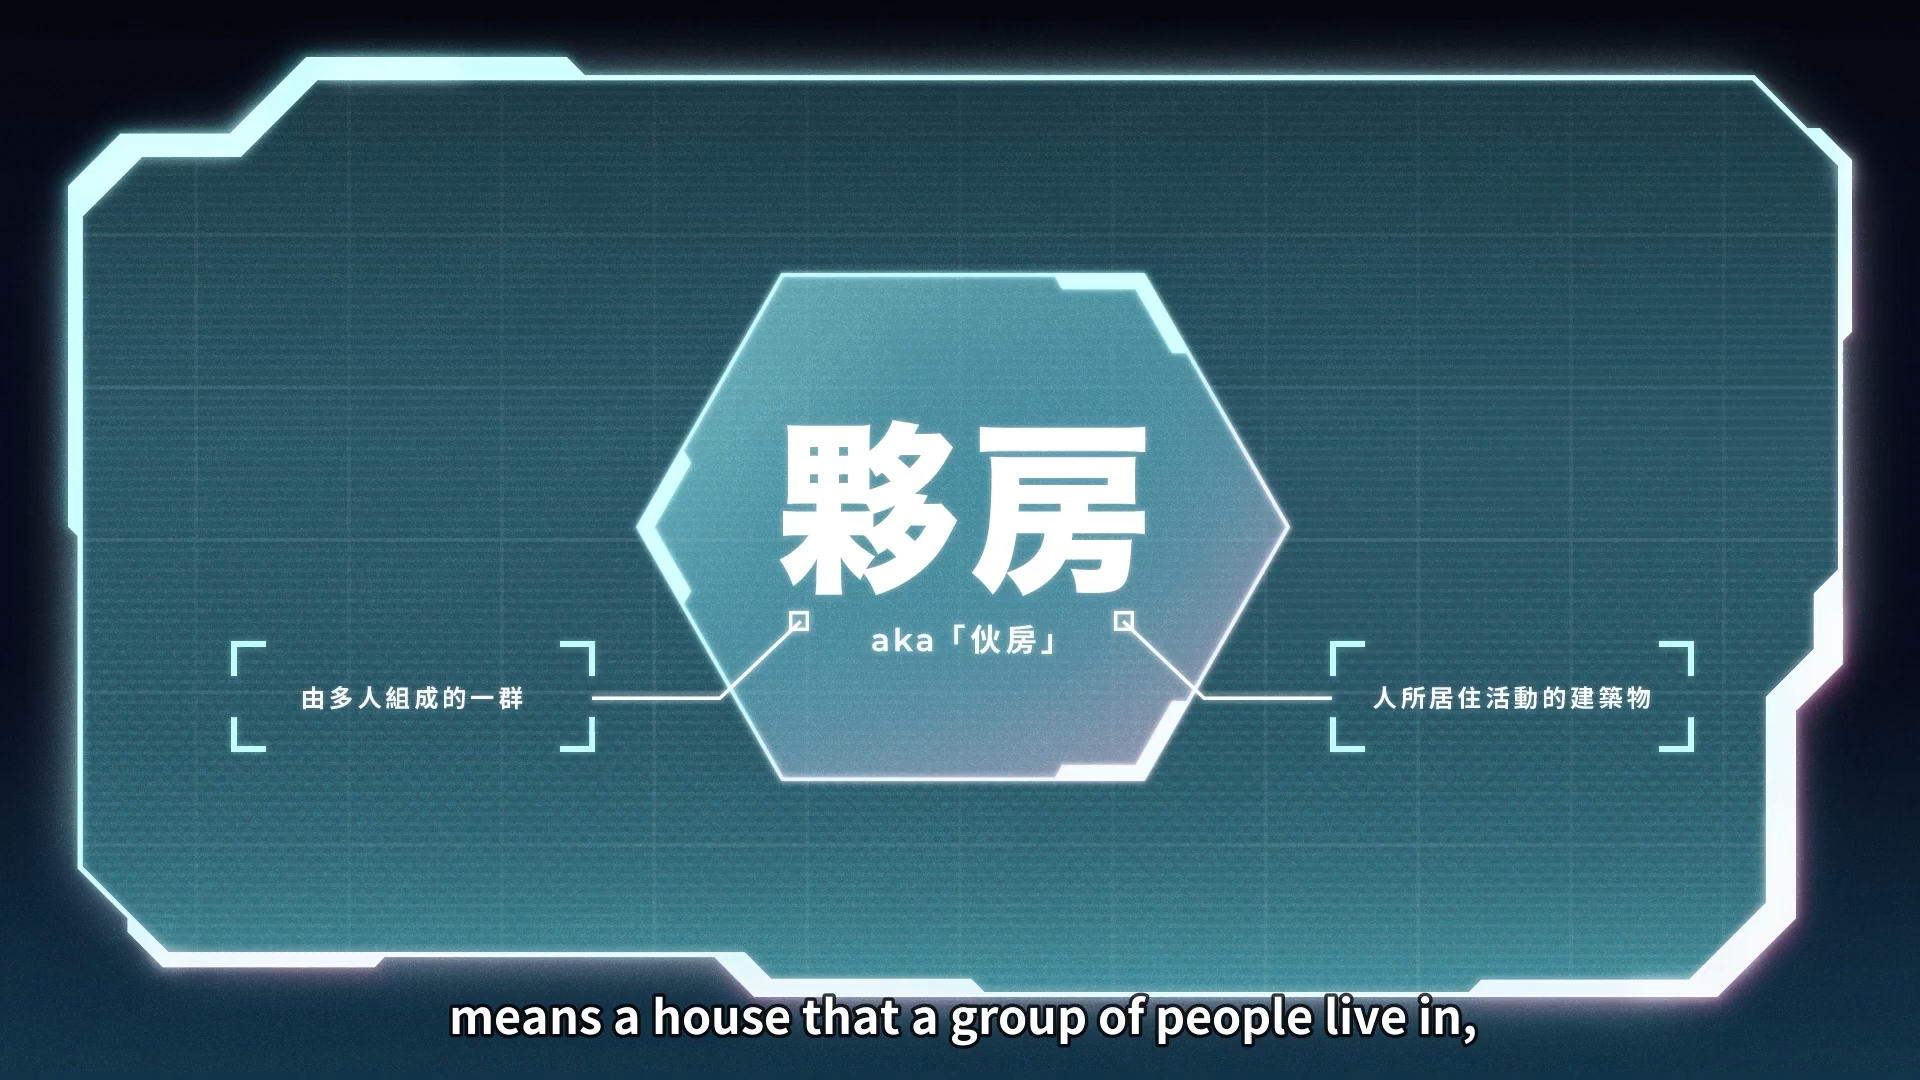 夥房
aka「伙房」
由多人組成的一群
人所居住活動的建築物
means a house that a group of people live in,